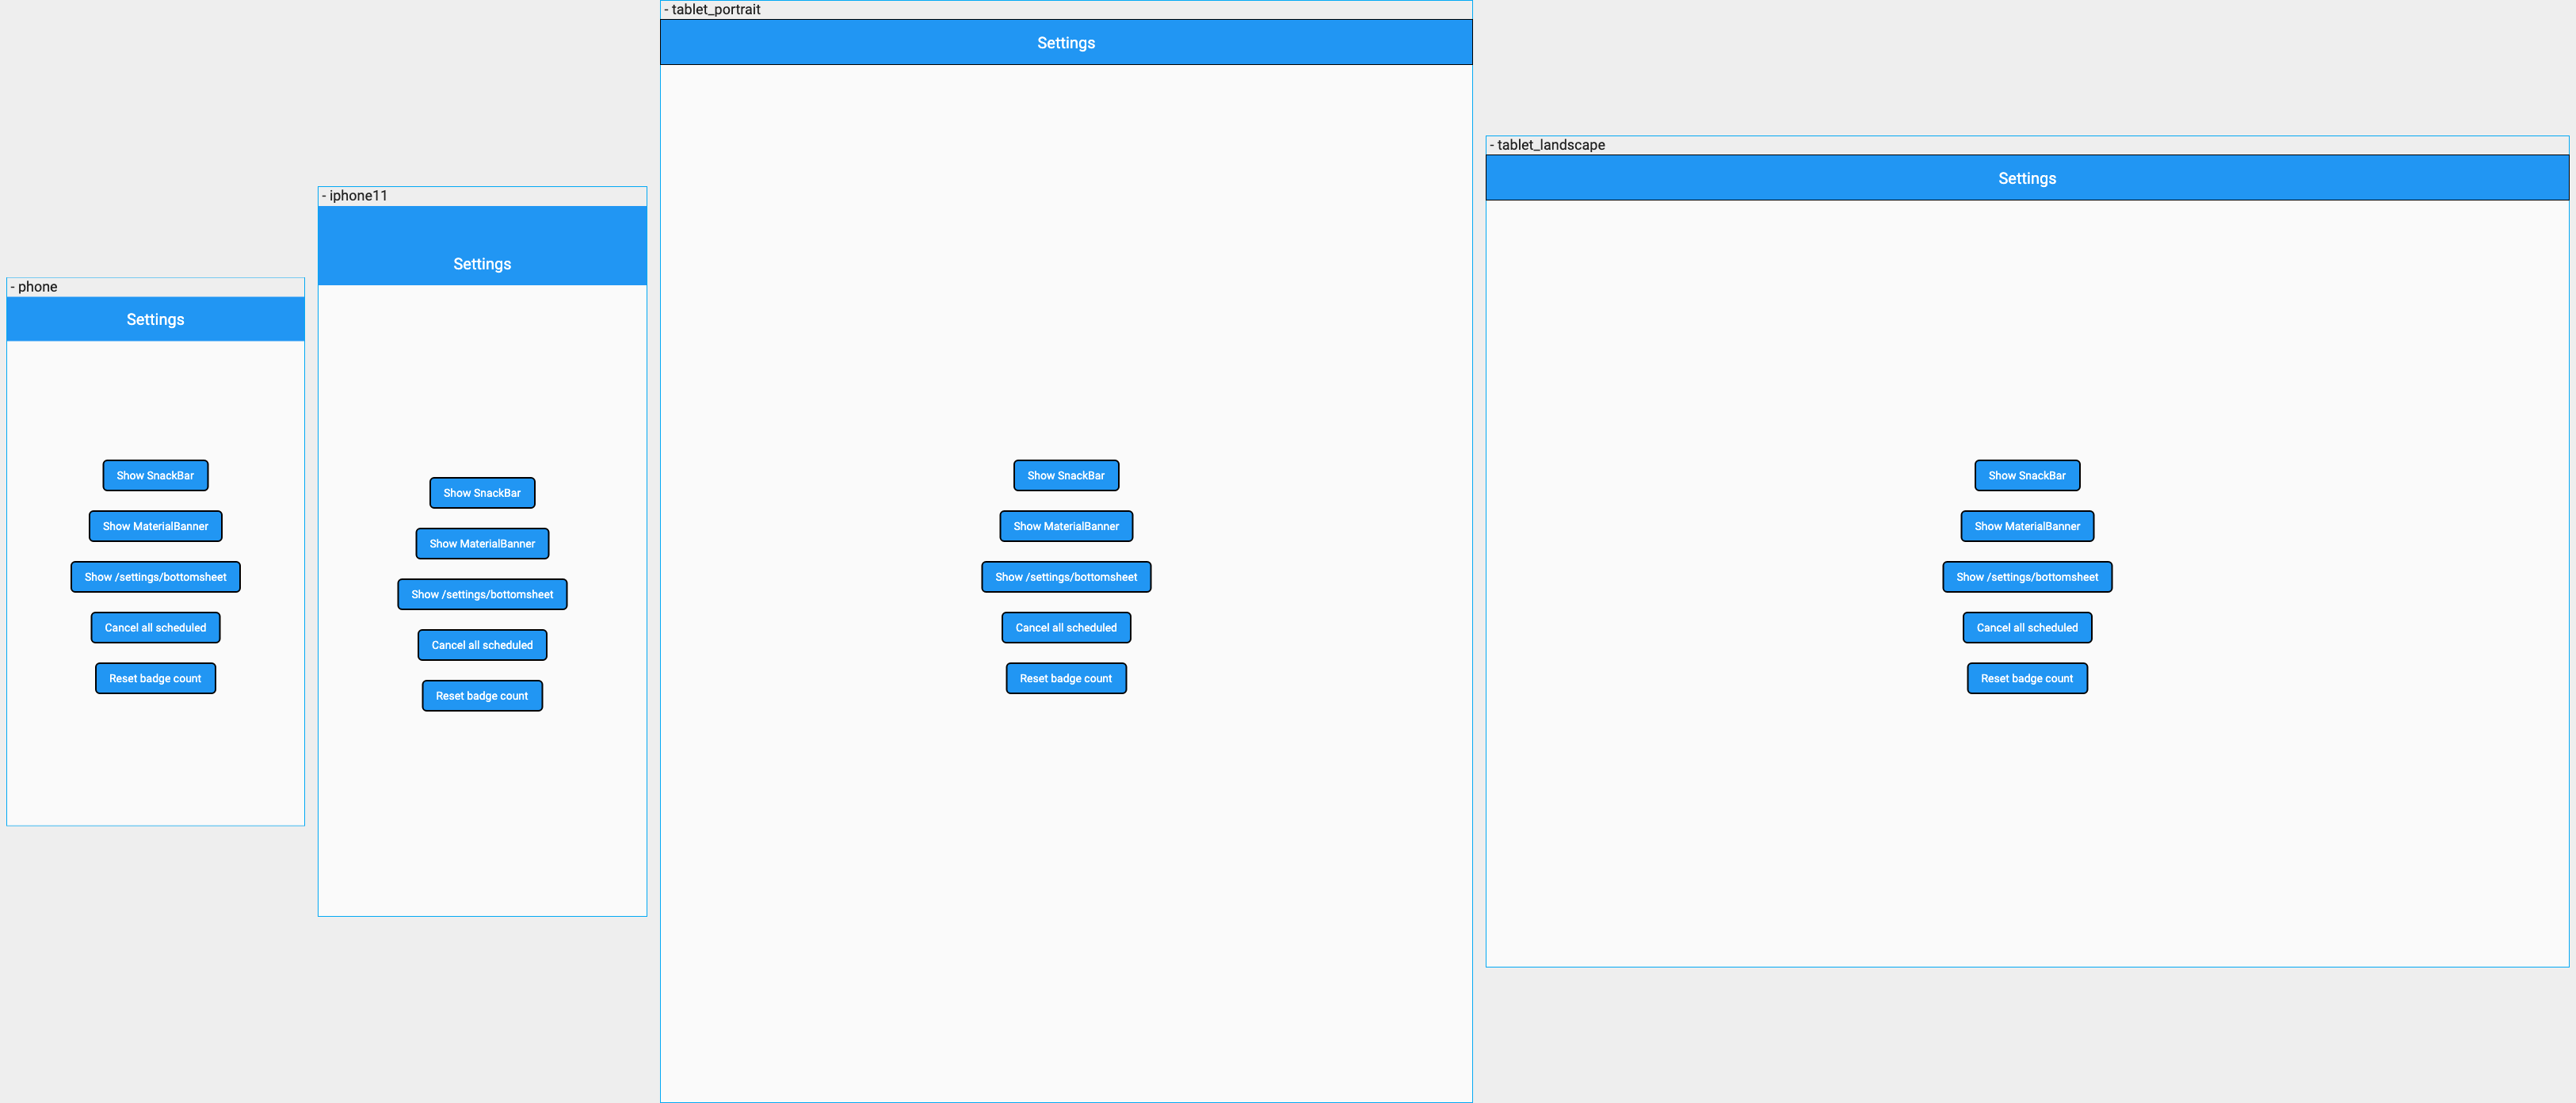 - phone
Settings
Show SnackBar
Show MaterialBanner
Show /settings/bottomsheet
Cancel all scheduled
Reset badge count
- iphone11
Settings
Show SnackBar
Show MaterialBanner
Show /settings/bottomsheet
Cancel all scheduled
Reset badge count
- tablet_portrait
Settings
Show SnackBar
Show MaterialBanner
Show /settings/bottomsheet
Cancel all scheduled
Reset badge count
- tablet_landscape
Settings
Show SnackBar
Show MaterialBanner
Show /settings/bottomsheet
Cancel all scheduled
Reset badge count